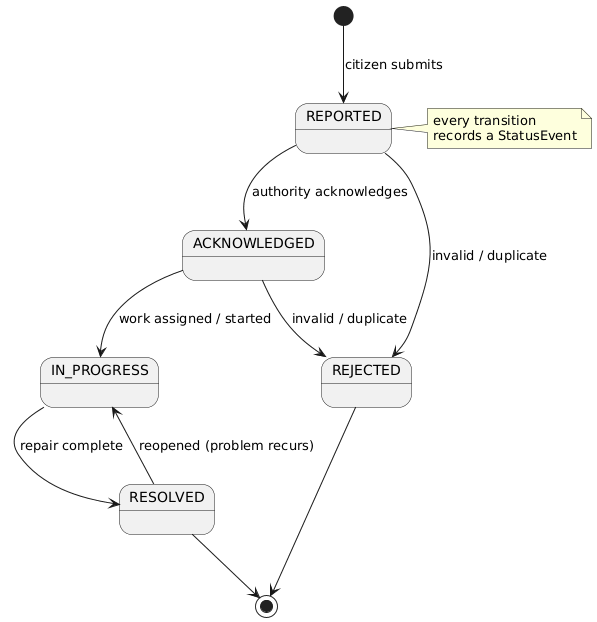 citizen submits
REPORTED
every transition
records a StatusEvent
authority acknowledges
ACKNOWLEDGED
invalid / duplicate
work assigned / started
invalid / duplicate
IN_PROGRESS
REJECTED
repair complete
reopened (problem recurs)
RESOLVED